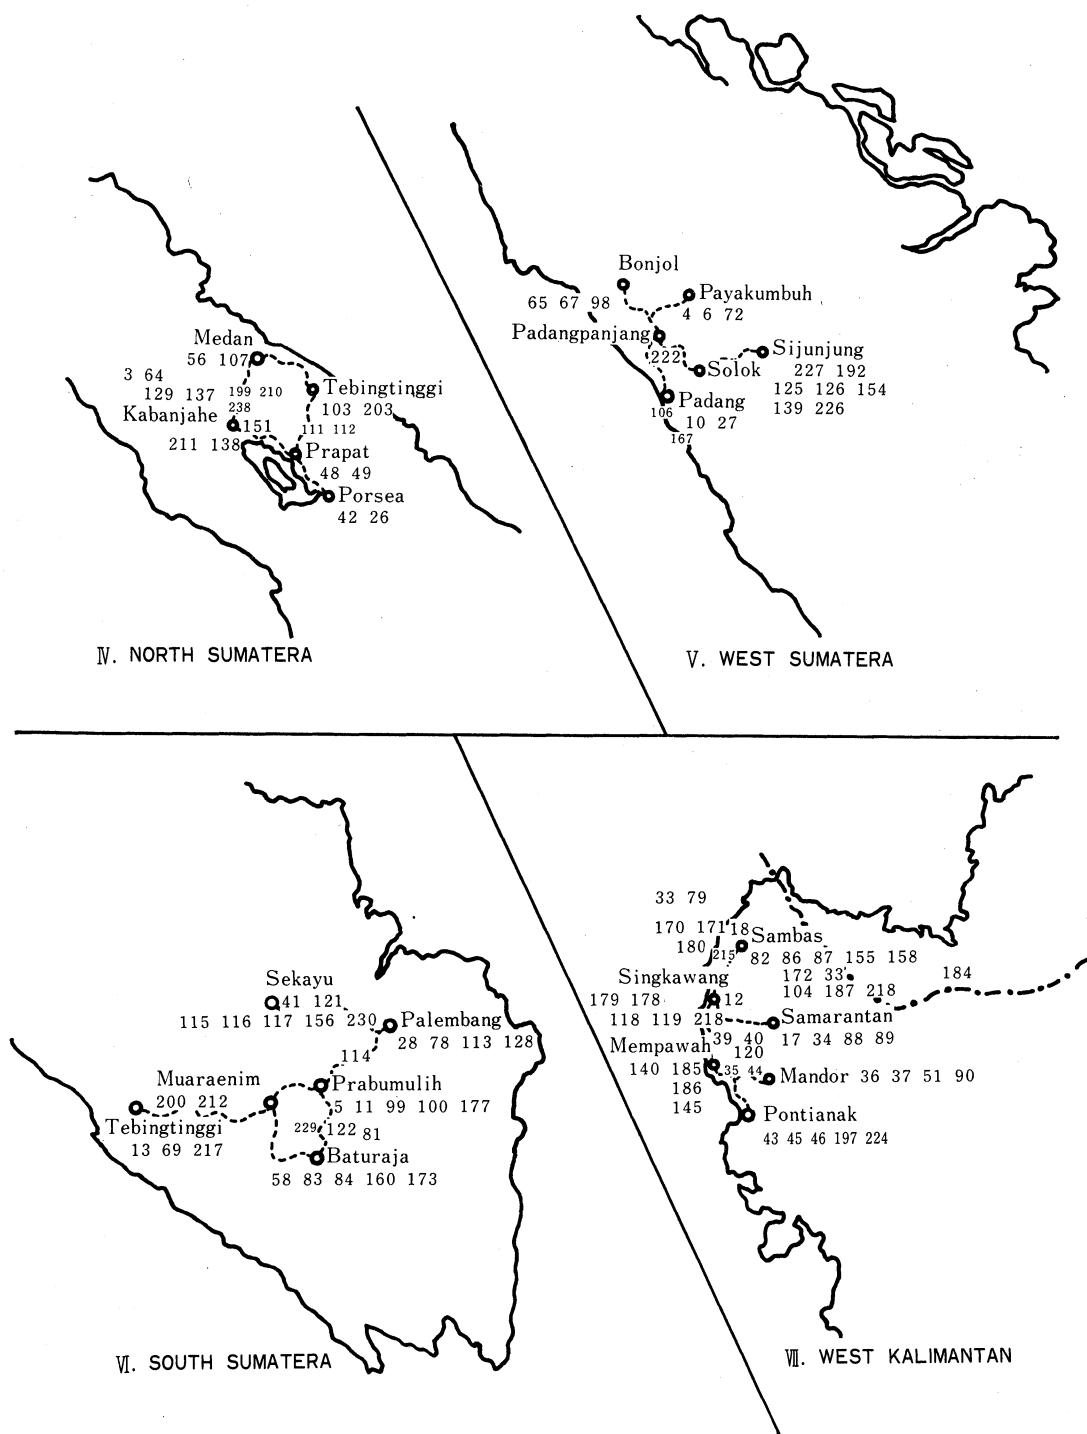 Medan
56 107
3 64
129 137
199 210
238
Kabanjahe
151
211 138
Tebingtinggi
103 203
111 112
Prapat
48 49
Porsea
42 26
Ⅳ. NORTH SUMATERA
Bonjol
65 67 98
Payakumbuh
4 6 72
Padangpanjang
222
Solok
Sijunjung
227 192
125 126 154
139 226
Padang
106
10 27
167
Ⅴ. WEST SUMATERA
Sekayu
41 121
115 116 117 156 230
Palembang
28 78 113 128
114
Muaraenim
200 212
Prabumulih
5 11 99 100 177
Tebingtinggi
13 69 217
229 122 81
Baturaja
58 83 84 160 173
Ⅵ. SOUTH SUMATERA
33 79
170 171 18
180 215
Sambas
82 86 87 155 158
172 33
104 187 218
184
Singkawang
179 178
12
118 119 218
Samarantan
17 34 88 89
39 40
120
Mempawah
140 185
35 44
186
145
Mandor 36 37 51 90
Pontianak
43 45 46 197 224
Ⅶ. WEST KALIMANTAN